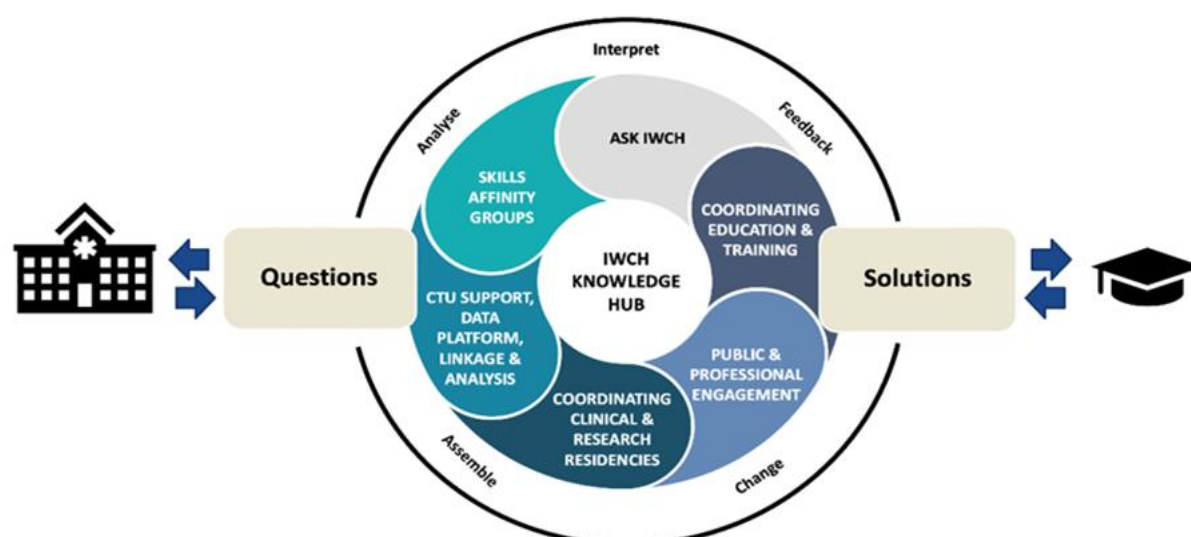 Interpret
Analyse
Feedback
ASK IWCH
SKILLS
AFFINITY
GROUPS
COORDINATING
EDUCATION &
TRAINING
IWCH
KNOWLEDGE
HUB
Questions
Solutions
CTU SUPPORT,
DATA
PLATFORM,
LINKAGE &
ANALYSIS
PUBLIC &
PROFESSIONAL
ENGAGEMENT
COORDINATING
CLINICAL &
RESEARCH
RESIDENCIES
Assemble
Change